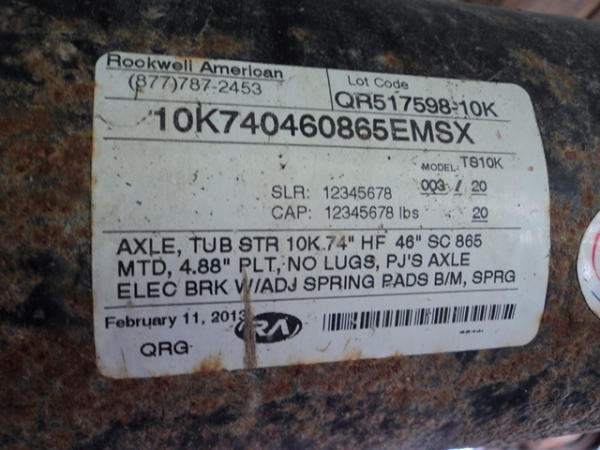 Rockwell American
(877)787-2453
Lot Code
QR517598-10K
10K740460865EMSX
MODEL: TS10K
SLR: 12345678 003 / 20
CAP: 12345678 lbs 20
AXLE, TUB STR 10K.74" HF 46" SC 865
MTD, 4.88" PLT, NO LUGS, PJ'S AXLE
ELEC BRK W/ADJ SPRING PADS B/M, SPRG
February 11, 2013
RA
QRG